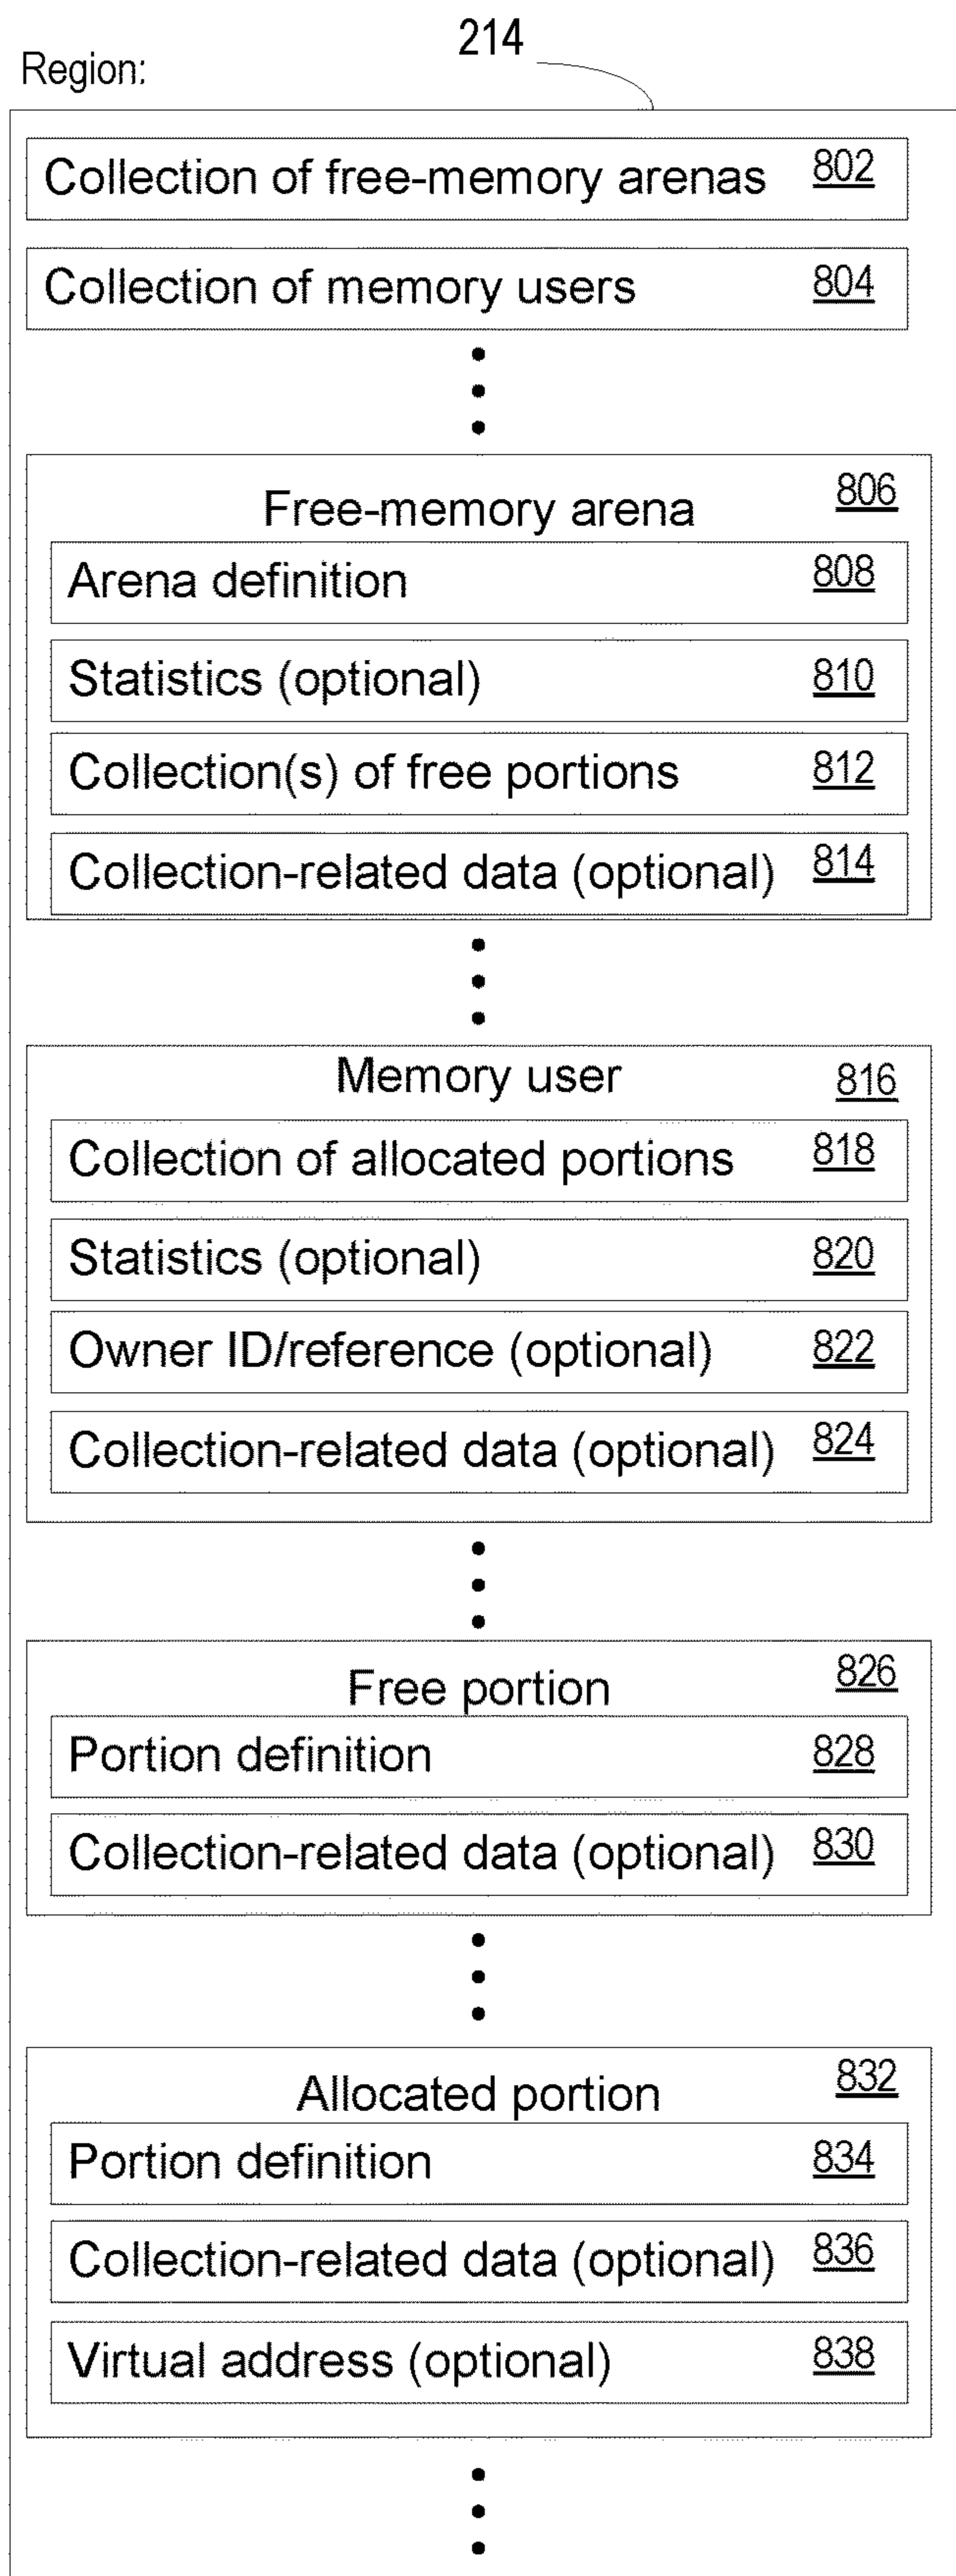 214
Region:
Collection of free-memory arenas 802
Collection of memory users 804
Free-memory arena 806
Arena definition 808
Statistics (optional) 810
Collection(s) of free portions 812
Collection-related data (optional) 814
Memory user 816
Collection of allocated portions 818
Statistics (optional) 820
Owner ID/reference (optional) 822
Collection-related data (optional) 824
Free portion 826
Portion definition 828
Collection-related data (optional) 830
Allocated portion 832
Portion definition 834
Collection-related data (optional) 836
Virtual address (optional) 838